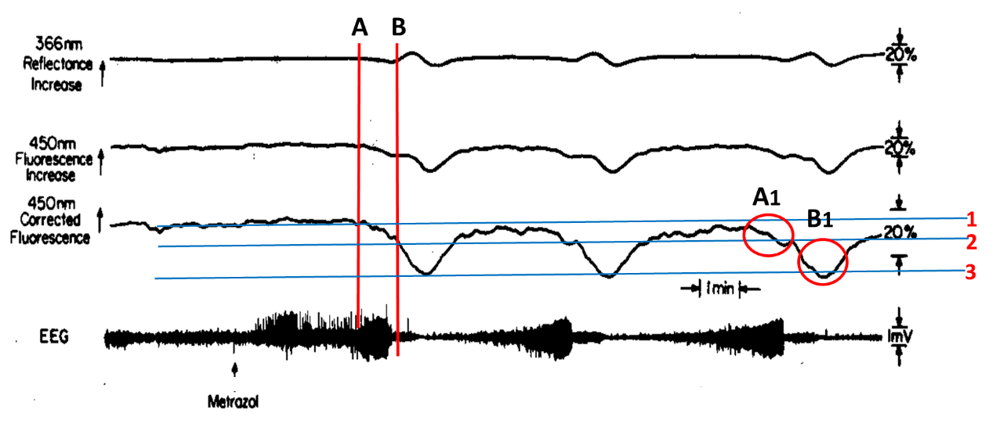 A B
366nm
Reflectance
Increase
20%
450nm
Fluorescence
Increase
20%
450nm
Corrected
Fluorescence
A1
B1
1
20%
2
3
1min
EEG
1mV
Metrazol